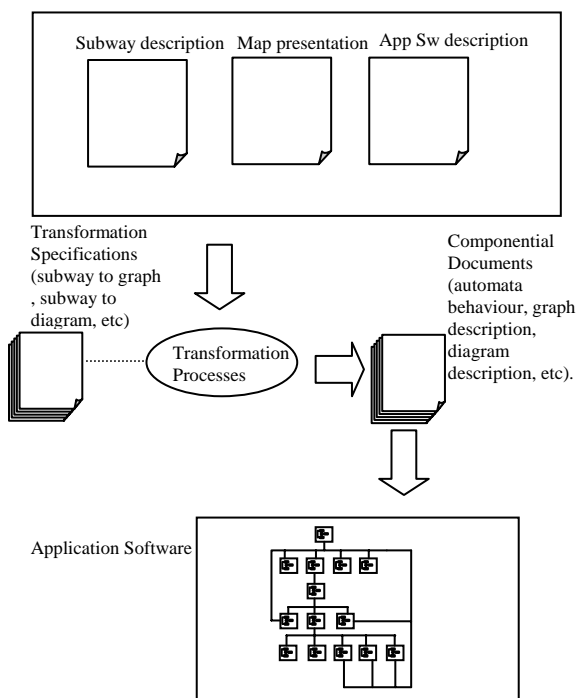 Subway description
Map presentation
App Sw description
Transformation
Specifications
(subway to graph
, subway to
diagram, etc)
Componential
Documents
(automata
behaviour, graph
description,
diagram
description, etc).
Transformation
Processes
Application Software